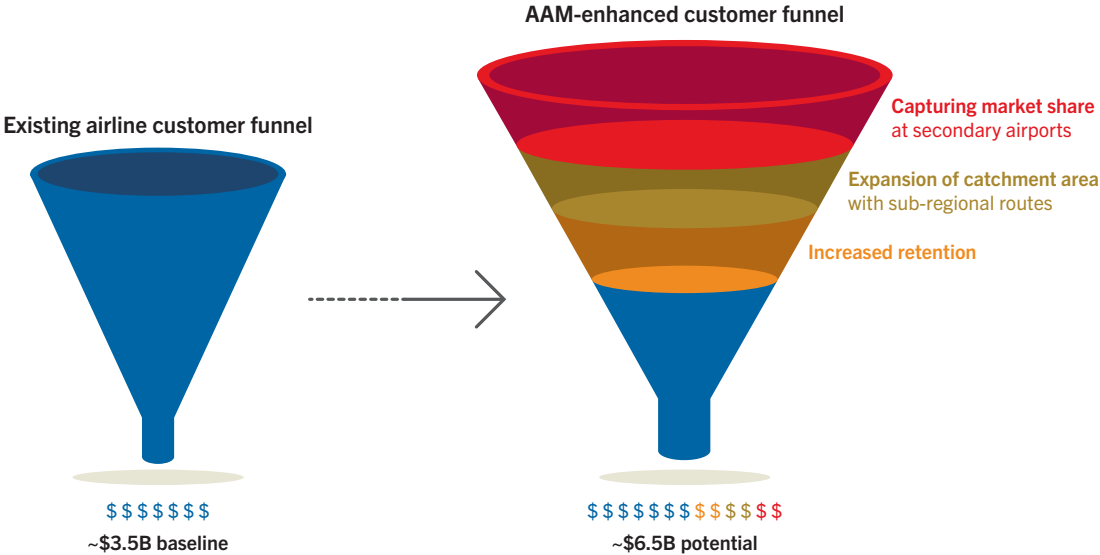 AAM-enhanced customer funnel
Existing airline customer funnel
Capturing market share
at secondary airports
Expansion of catchment area
with sub-regional routes
Increased retention
$ $ $ $ $ $ $
~$3.5B baseline
$ $ $ $ $ $ $ $ $ $ $ $ $
~$6.5B potential